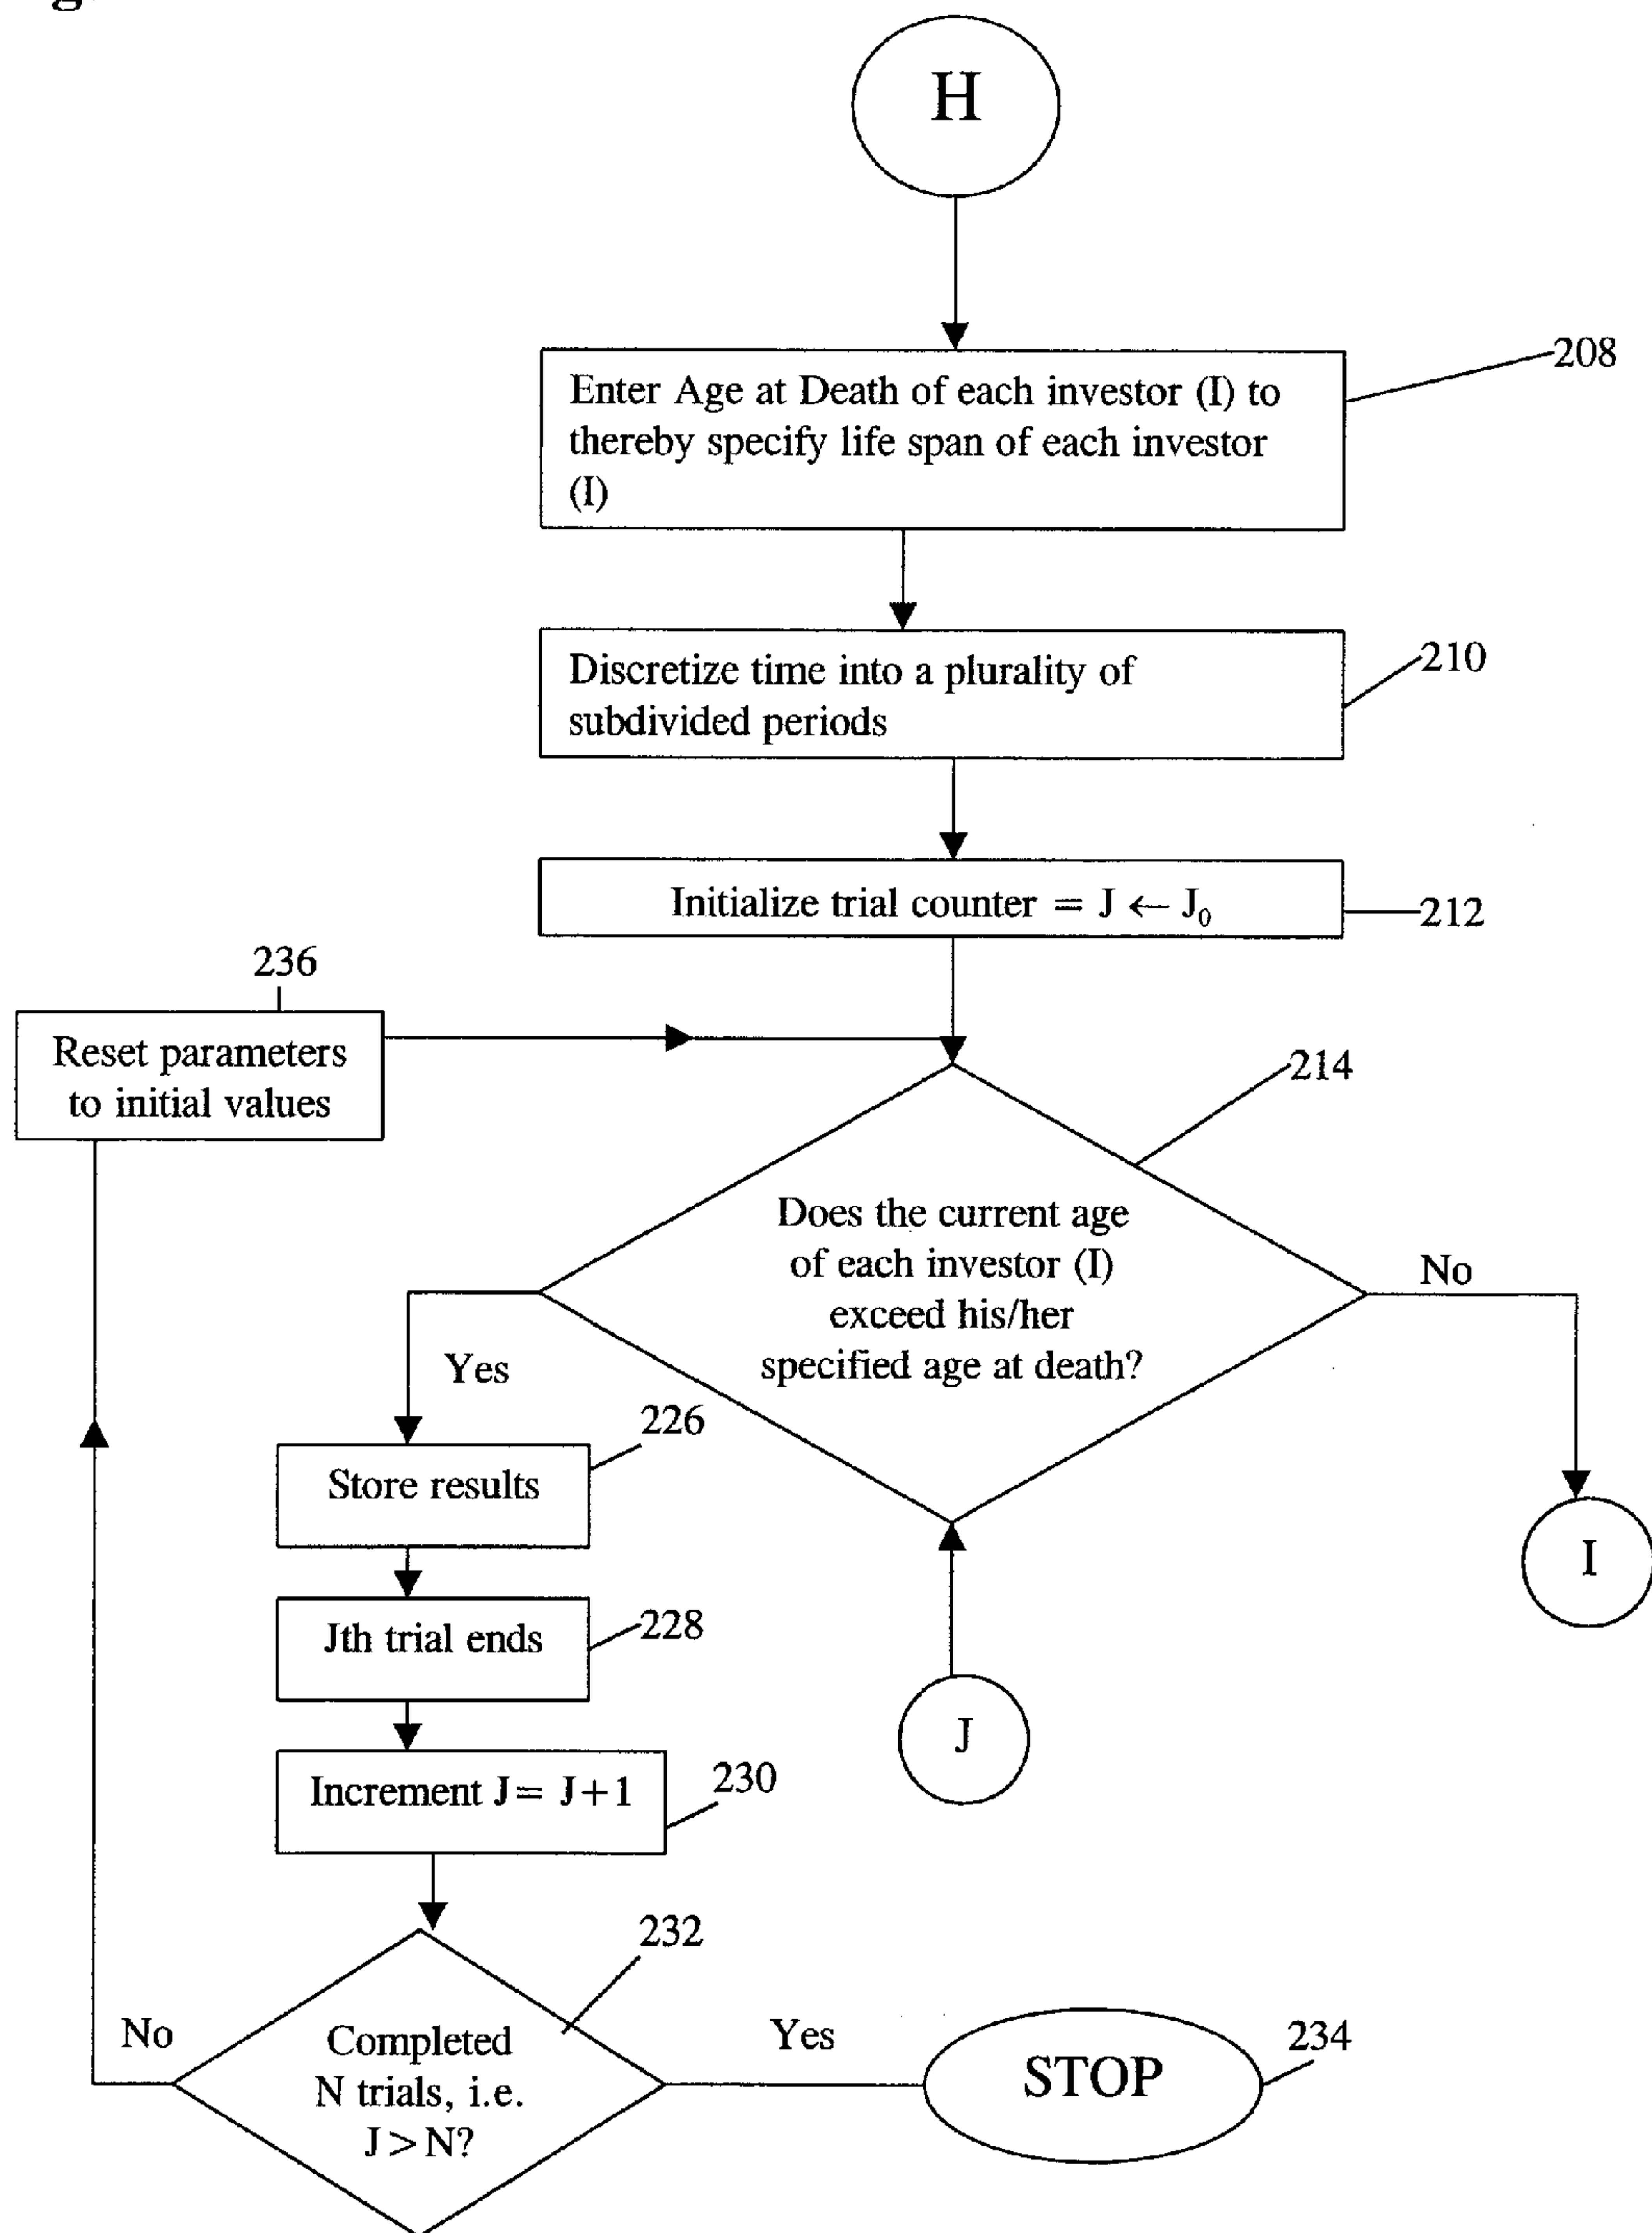 H
208
Enter Age at Death of each investor (I) to
thereby specify life span of each investor
(I)
210
Discretize time into a plurality of
subdivided periods
Initialize trial counter = J ← J₀
212
236
Reset parameters
to initial values
214
Does the current age
of each investor (I)
exceed his/her
specified age at death?
No
Yes
226
Store results
I
Jth trial ends
228
J
Increment J= J+1
230
232
No
Completed
N trials, i.e.
J > N?
Yes
STOP
234